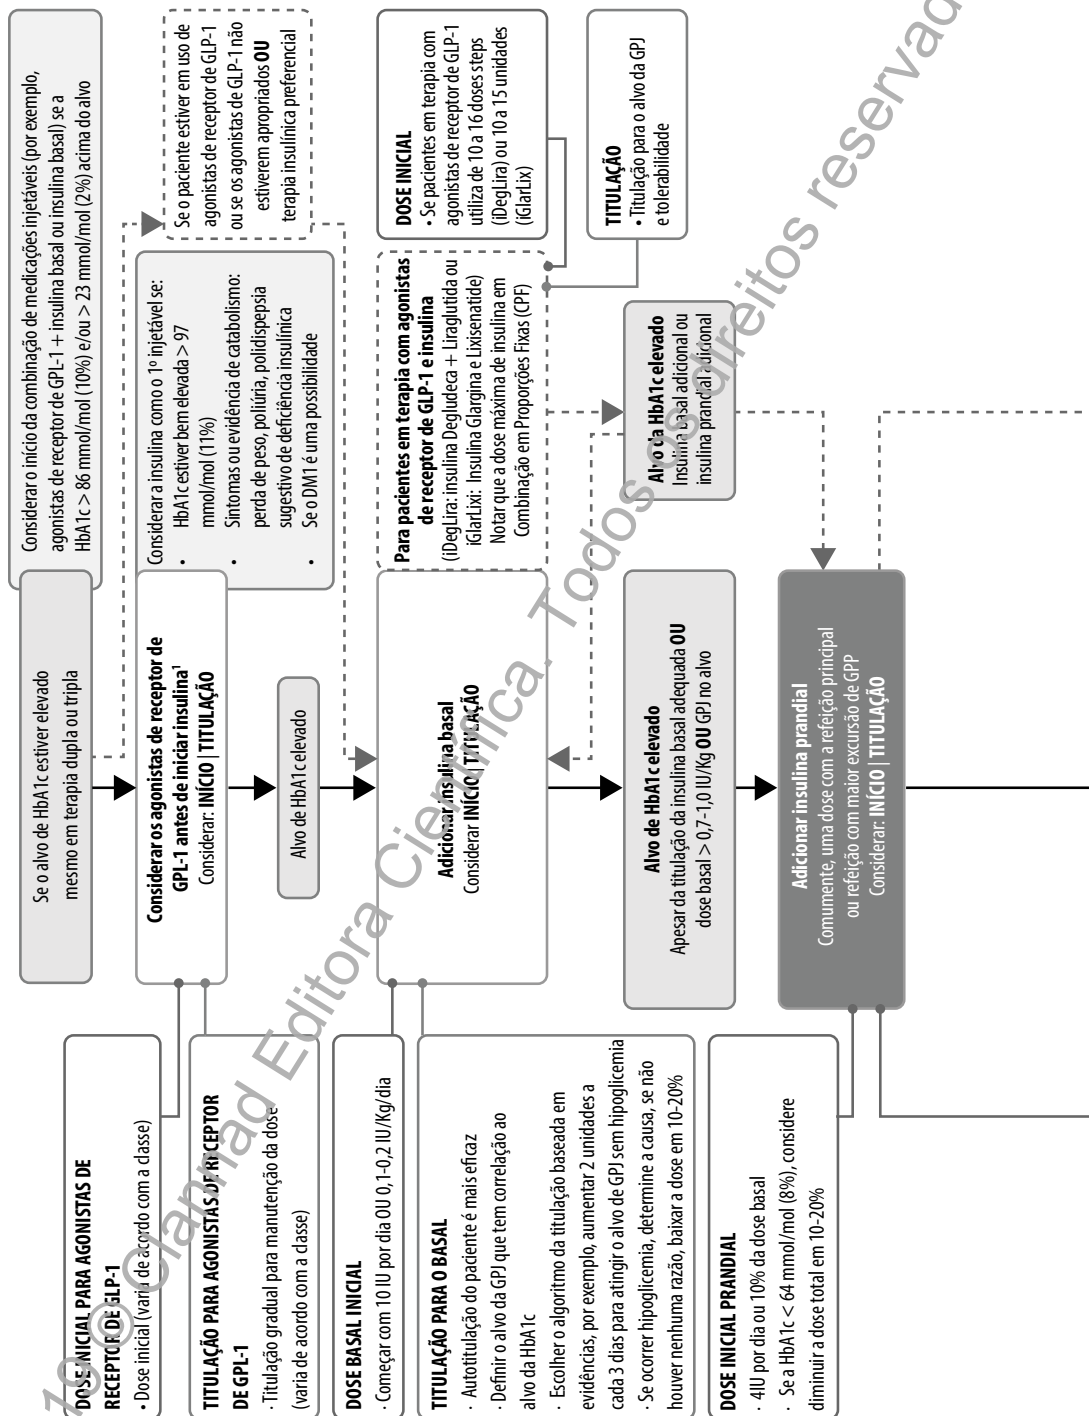 Se o alvo de HbA1c estiver elevado
mesmo em terapia dupla ou tripla
Considerar o início da combinação de medicações injetáveis (por exemplo,
agonistas de receptor de GPL-1 + insulina basal ou insulina basal) se a
HbA1c > 86 mmol/mol (10%) e/ou > 23 mmol/mol (2%) acima do alvo
DOSE INICIAL PARA AGONISTAS DE
RECEPTOR DE GLP-1
• Dose inicial (varia de acordo com a classe)
TITULAÇÃO PARA AGONISTAS DE RECEPTOR
DE GPL-1
· Titulação gradual para manutenção da dose
(varia de acordo com a classe)
Considerar os agonistas de receptor de
GPL-1 antes de iniciar insulina¹
Considerar: INÍCIO | TITULAÇÃO
Considerar a insulina como o 1º injetável se:
• HbA1c estiver bem elevada > 97
mmol/mol (11%)
• Sintomas ou evidência de catabolismo:
perda de peso, poliúria, polidispepsia
sugestivo de deficiência insulínica
• Se o DM1 é uma possibilidade
Se o paciente estiver em uso de
agonistas de receptor de GLP-1
ou se os agonistas de GLP-1 não
estiverem apropriados OU
terapia insulínica preferencial
Alvo de HbA1c elevado
DOSE BASAL INICIAL
· Começar com 10 IU por dia OU 0,1-0,2 IU/Kg/dia
TITULAÇÃO PARA O BASAL
· Autotitulação do paciente é mais eficaz
· Definir o alvo da GPJ que tem correlação ao
alvo da HbA1c
· Escolher o algoritmo da titulação baseada em
evidências, por exemplo, aumentar 2 unidades a
cada 3 dias para atingir o alvo de GPJ sem hipoglicemia
· Se ocorrer hipoglicemia, determine a causa, se não
houver nenhuma razão, baixar a dose em 10-20%
Adicionar insulina basal
Considerar INÍCIO | TITULAÇÃO
Para pacientes em terapia com agonistas
de receptor de GLP-1 e insulina
(iDegLira: insulina Degludeca + Liraglutida ou
iGlarLixi: Insulina Glargina e Lixisenatide)
Notar que a dose máxima de insulina em
Combinação em Proporções Fixas (CPF)
DOSE INICIAL
• Se pacientes em terapia com
agonistas de receptor de GLP-1
utiliza de 10 a 16 doses steps
(iDegLira) ou 10 a 15 unidades
(iGlarLix)
TITULAÇÃO
• Titulação para o alvo da GPJ
e tolerabilidade
Alvo de HbA1c elevado
Apesar da titulação da insulina basal adequada OU
dose basal > 0,7-1,0 IU/Kg OU GPJ no alvo
Alvo da HbA1c elevado
Insulina basal adicional ou
insulina prandial adicional
DOSE INICIAL PRANDIAL
· 4IU por dia ou 10% da dose basal
· Se a HbA1c < 64 mmol/mol (8%), considere
diminuir a dose total em 10-20%
Adicionar insulina prandial
Comumente, uma dose com a refeição principal
ou refeição com maior excursão de GPP
Considerar: INÍCIO | TITULAÇÃO
19 © Clannad Editora Científica. Todos os direitos reservad